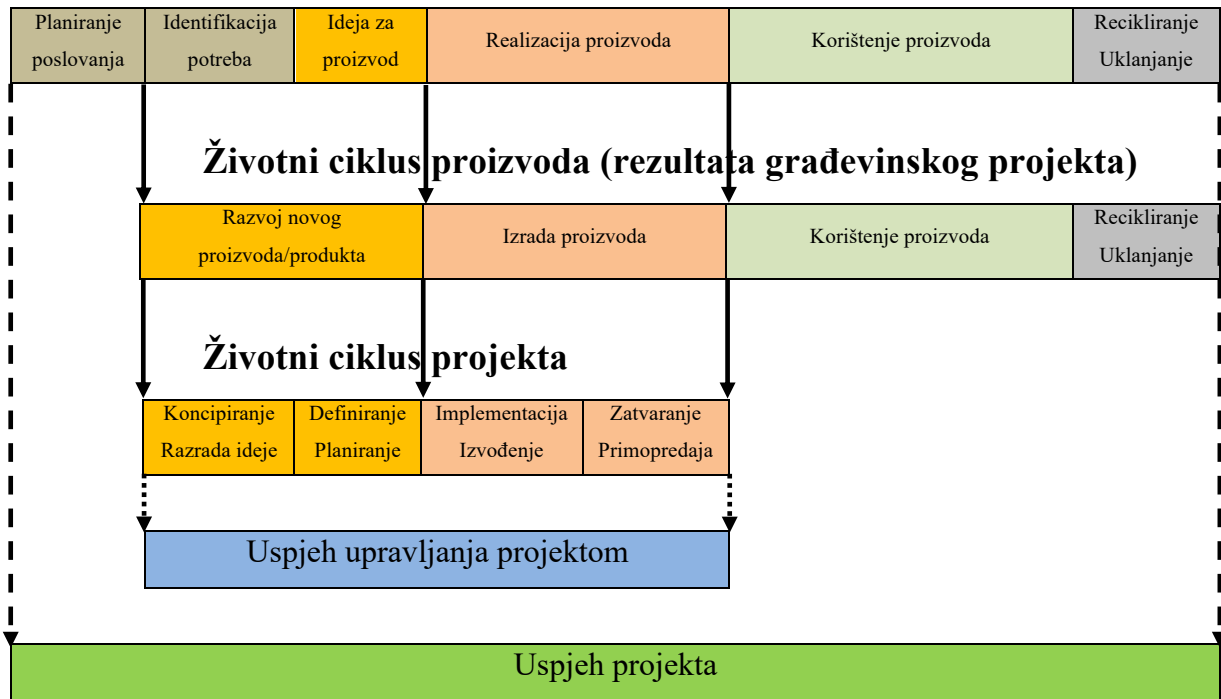 Planiranje
poslovanja
Identifikacija
potreba
Ideja za
proizvod
Realizacija proizvoda
Korištenje proizvoda
Recikliranje
Uklanjanje
Životni ciklus proizvoda (rezultata građevinskog projekta)
Razvoj novog
proizvoda/produkta
Izrada proizvoda
Korištenje proizvoda
Recikliranje
Uklanjanje
Životni ciklus projekta
Koncipiranje
Razrada ideje
Definiranje
Planiranje
Implementacija
Izvođenje
Zatvaranje
Primopredaja
Uspjeh upravljanja projektom
Uspjeh projekta